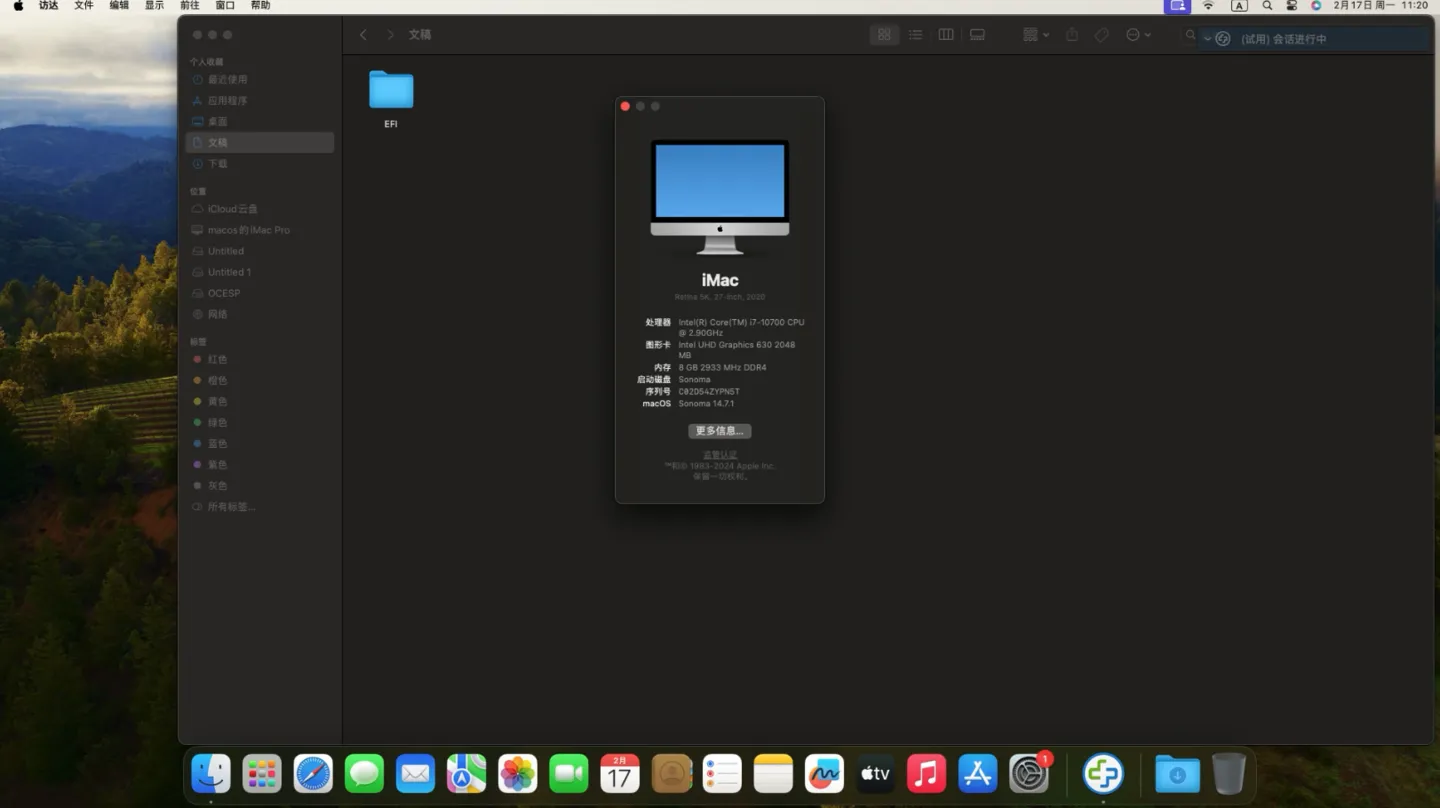 访达 文件 编辑 显示 前往 窗口 帮助
A 2月17日 周一 11:20
文稿
(试用) 会话进行中
个人收藏
最近使用
应用程序
桌面
文稿
下载
位置
iCloud云盘
macos的iMac Pro
Untitled
Untitled 1
OCESP
网络
标签
红色
橙色
黄色
绿色
蓝色
紫色
灰色
所有标签...
EFI
iMac
Retina 5K, 27-inch, 2020
处理器 Intel(R) Core(TM) i7-10700 CPU
@ 2.90GHz
图形卡 Intel UHD Graphics 630 2048
MB
内存 8 GB 2933 MHz DDR4
启动磁盘 Sonoma
序列号 C02D54ZYPN5T
macOS Sonoma 14.7.1
更多信息...
监管认证
™和© 1983-2024 Apple Inc.
保留一切权利。
2月
17
tv
1